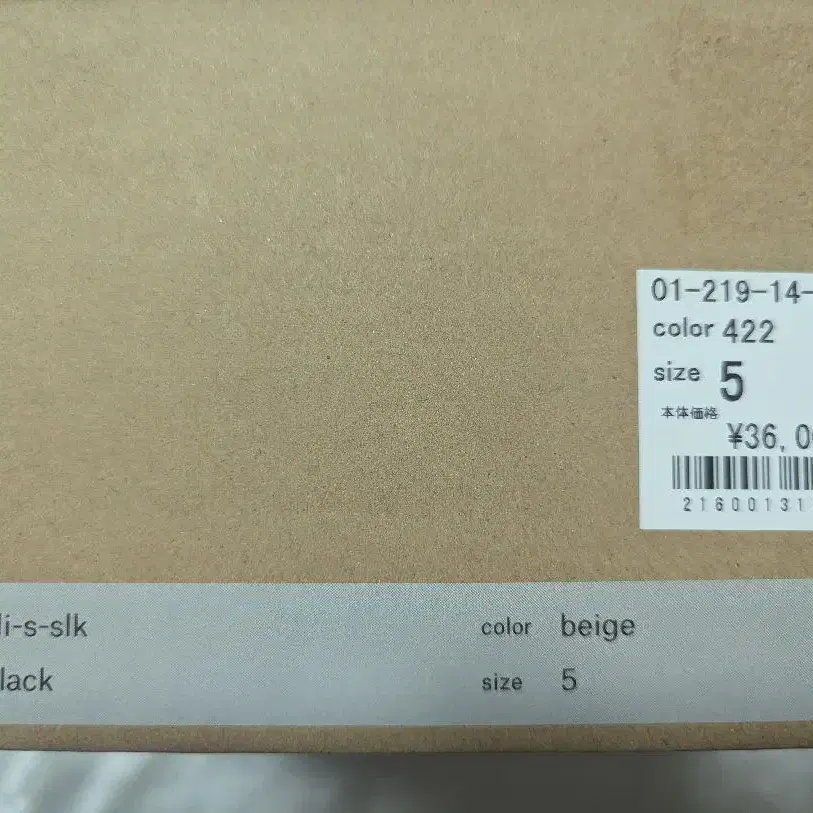 01-219-14-
color 422
size 5
本体価格
¥36,0
21600131
li-s-slk
color beige
lack
size 5